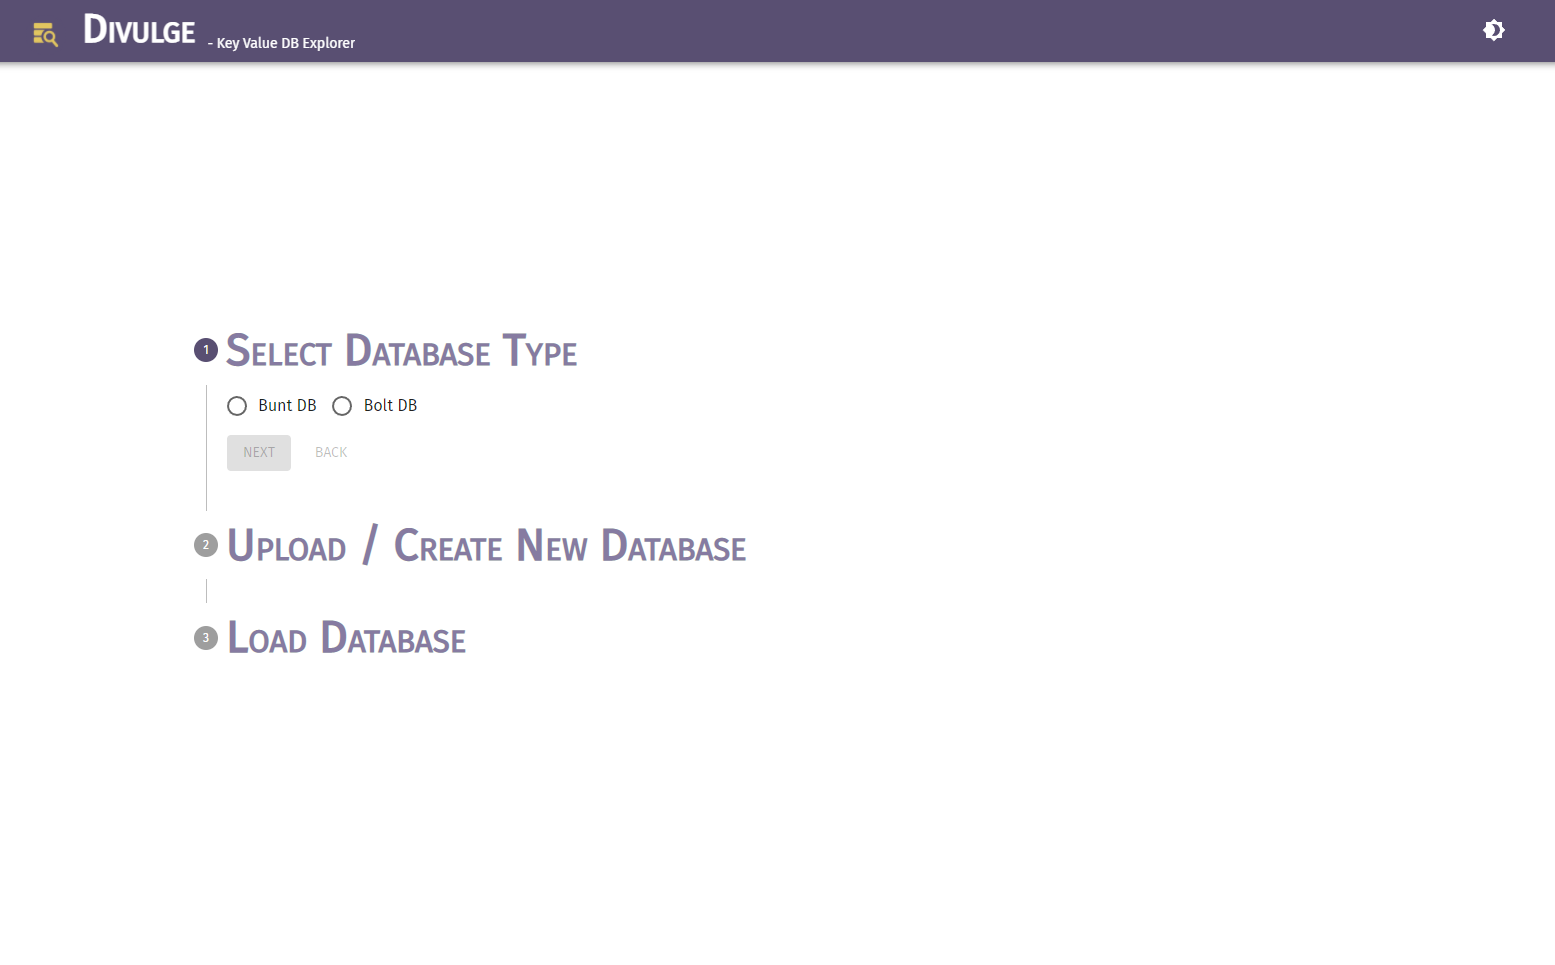 Divulge - Key Value DB Explorer
1 Select Database Type
Bunt DB Bolt DB
NEXT BACK
2 Upload / Create New Database
3 Load Database